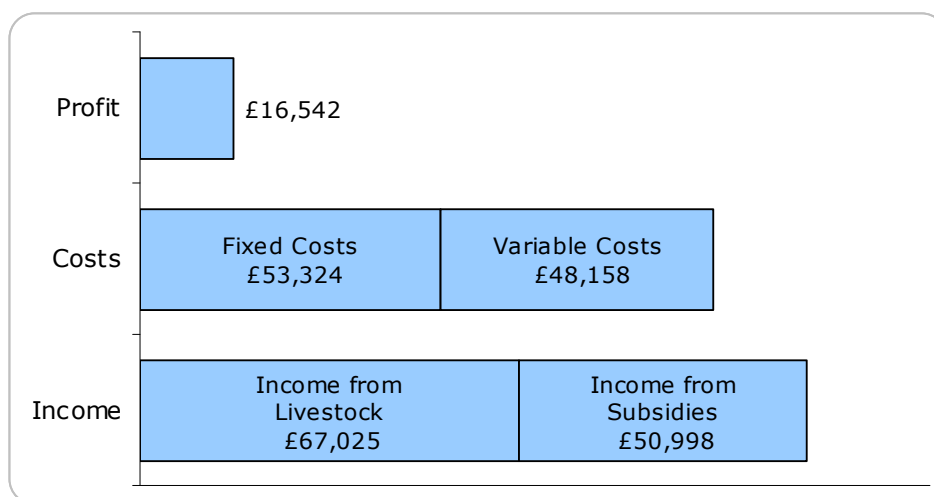 Profit
£16,542
Costs
Fixed Costs
£53,324
Variable Costs
£48,158
Income
Income from
Livestock
£67,025
Income from
Subsidies
£50,998